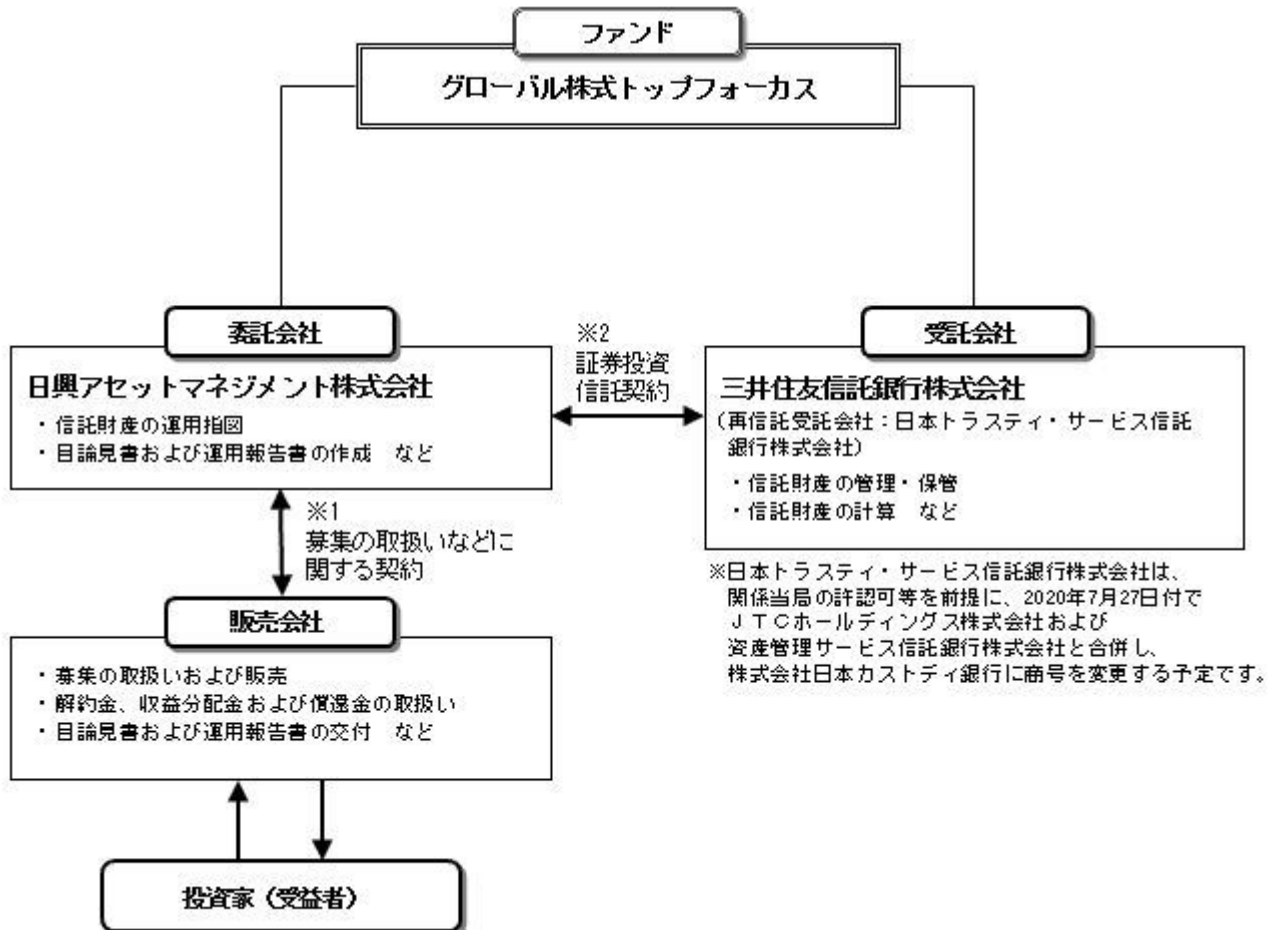 ファンド
グローバル株式トップフォーカス
委託会社
日興アセットマネジメント株式会社
・信託財産の運用指図
・目論見書および運用報告書の作成　など
※2
証券投資
信託契約
受託会社
三井住友信託銀行株式会社
（再信託受託会社：日本トラスティ・サービス信託
銀行株式会社）
・信託財産の管理・保管
・信託財産の計算　など
※日本トラスティ・サービス信託銀行株式会社は、
関係当局の許認可等を前提に、2020年7月27日付で
ＪＴＣホールディングス株式会社および
資産管理サービス信託銀行株式会社と合併し、
株式会社日本カストディ銀行に商号を変更する予定です。
※1
募集の取扱いなどに
関する契約
販売会社
・募集の取扱いおよび販売
・解約金、収益分配金および償還金の取扱い
・目論見書および運用報告書の交付　など
投資家（受益者）